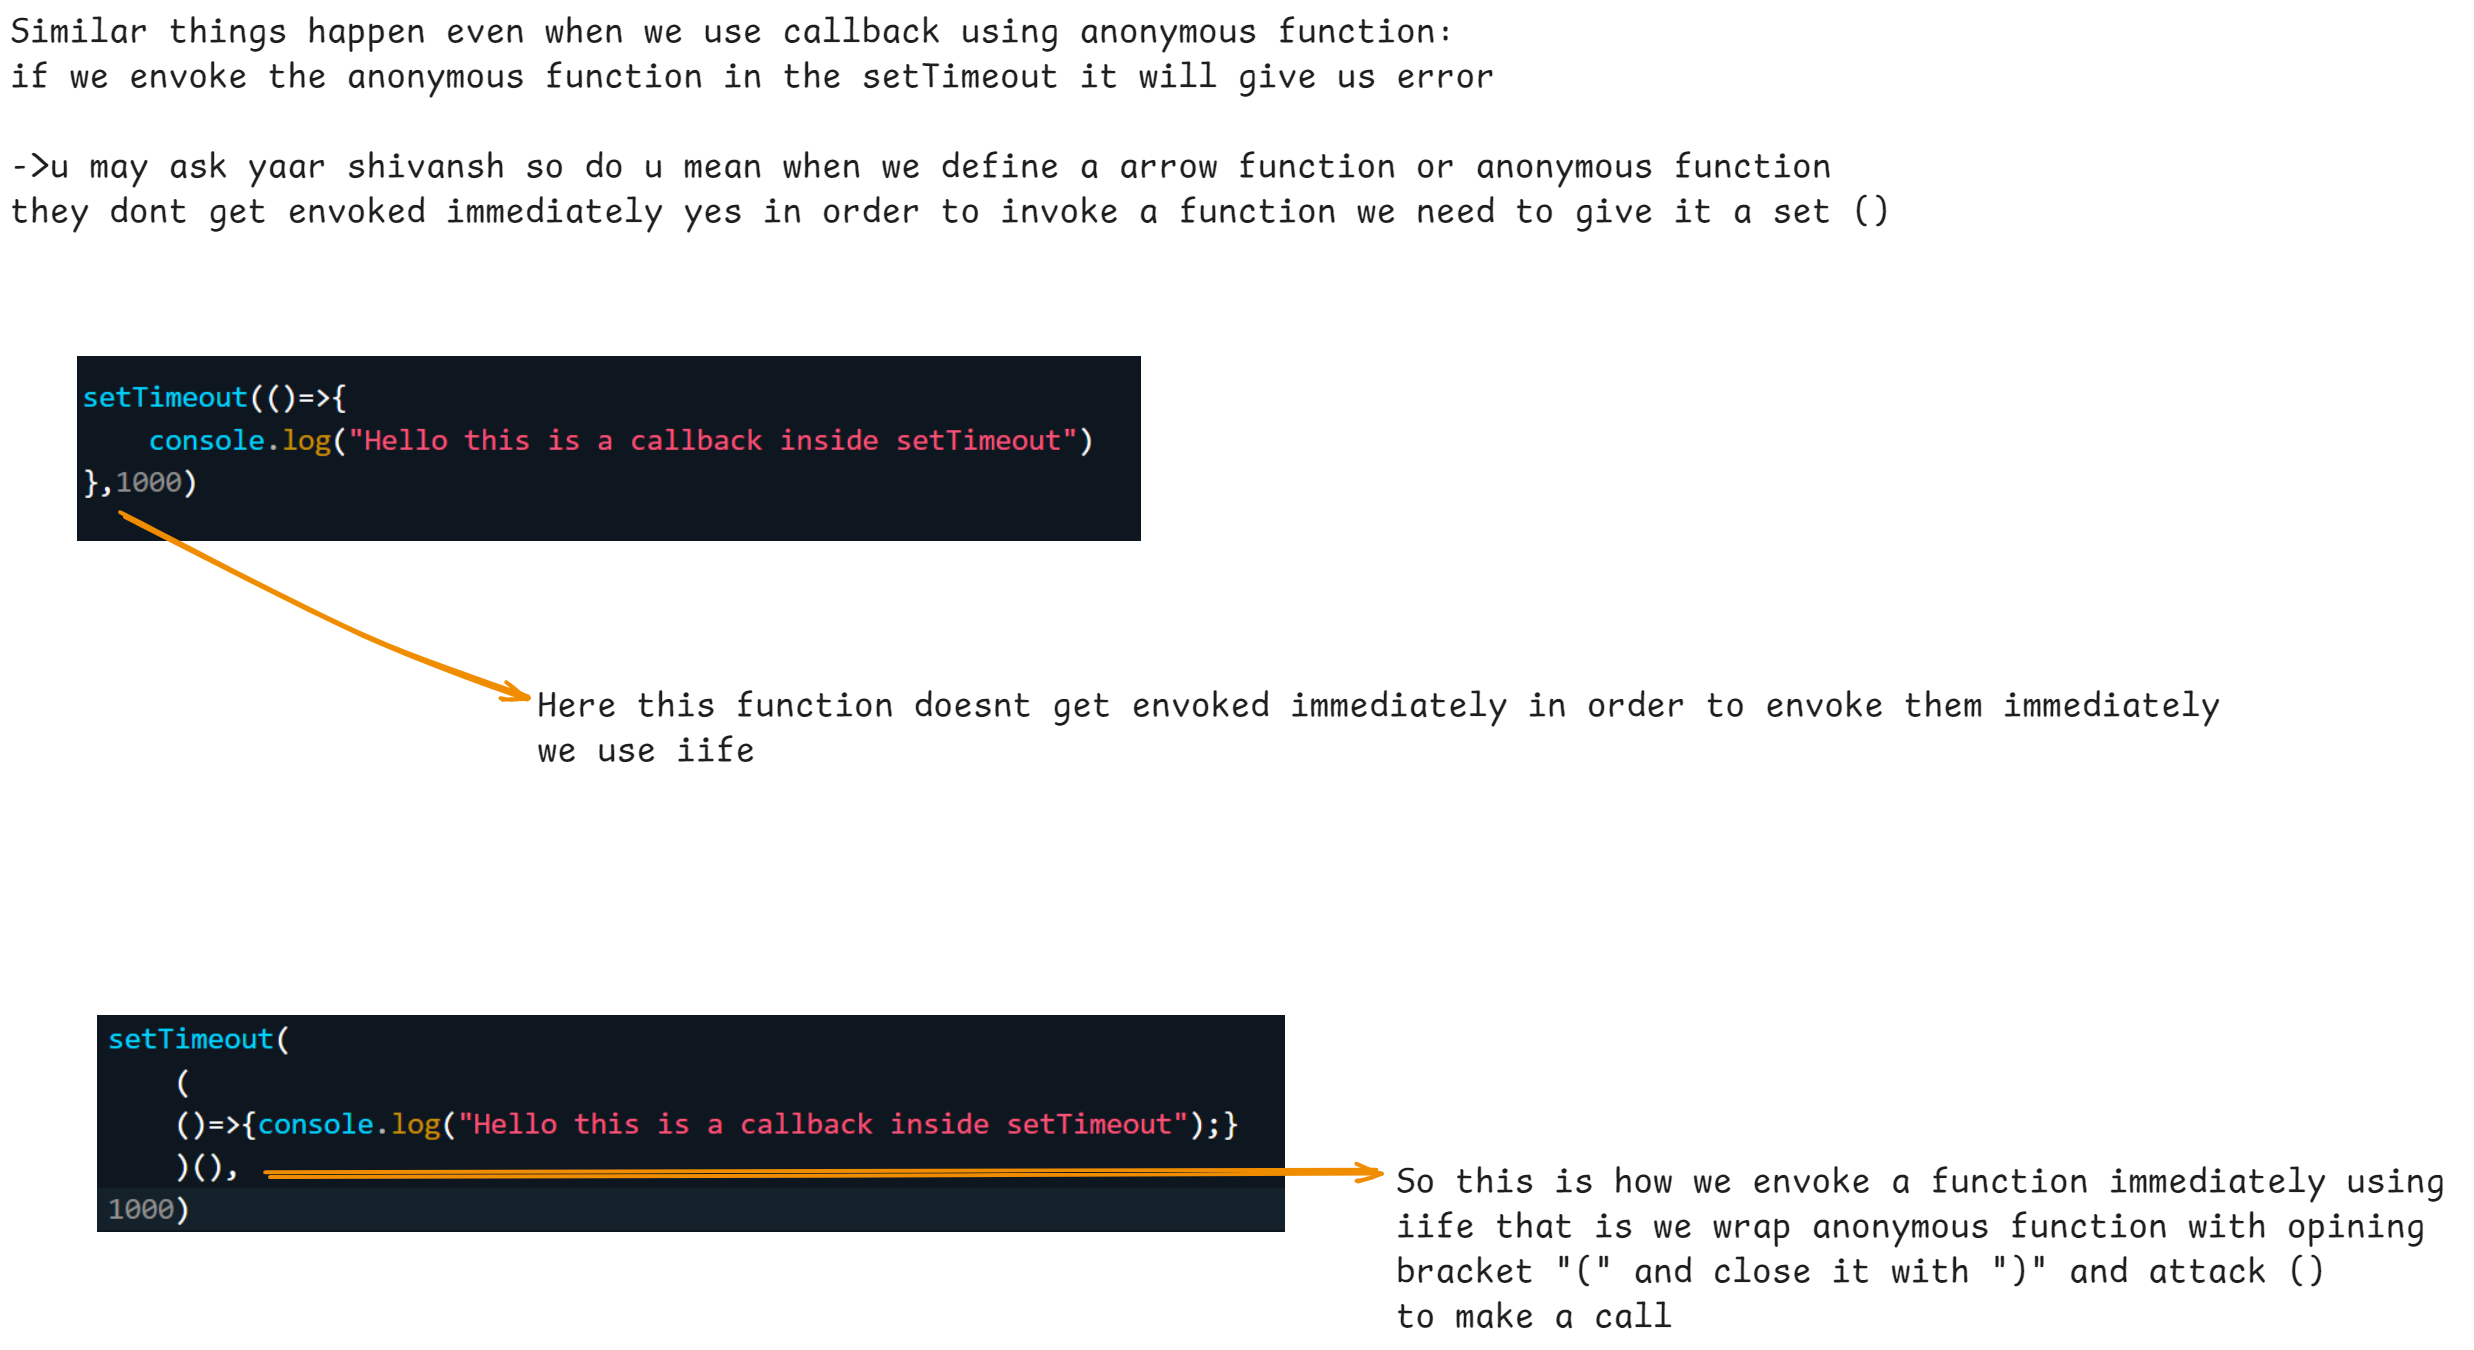 Similar things happen even when we use callback using anonymous function:
if we envoke the anonymous function in the setTimeout it will give us error
->u may ask yaar shivansh so do u mean when we define a arrow function or anonymous function
they dont get envoked immediately yes in order to invoke a function we need to give it a set ()
setTimeout(()=>{
    console.log("Hello this is a callback inside setTimeout")
},1000)
Here this function doesnt get envoked immediately in order to envoke them immediately
we use iife
setTimeout(
    (
    ()=>{console.log("Hello this is a callback inside setTimeout");}
    )(),
1000)
So this is how we envoke a function immediately using
iife that is we wrap anonymous function with opining
bracket "(" and close it with ")" and attack ()
to make a call